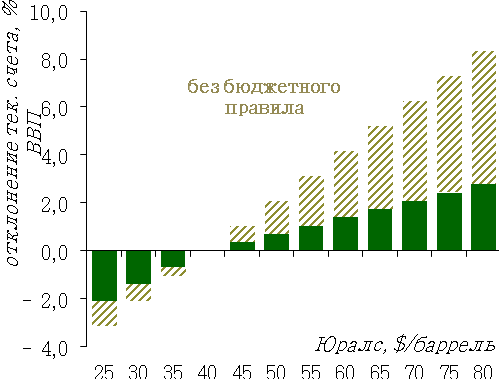 отклонение тек. счета, %
ВВП
10,0
8,0
6,0
4,0
2,0
0,0
- 2,0
- 4,0
без бюджетного
правила
Юралс, $/баррель
25 30 35 40 45 50 55 60 65 70 75 80